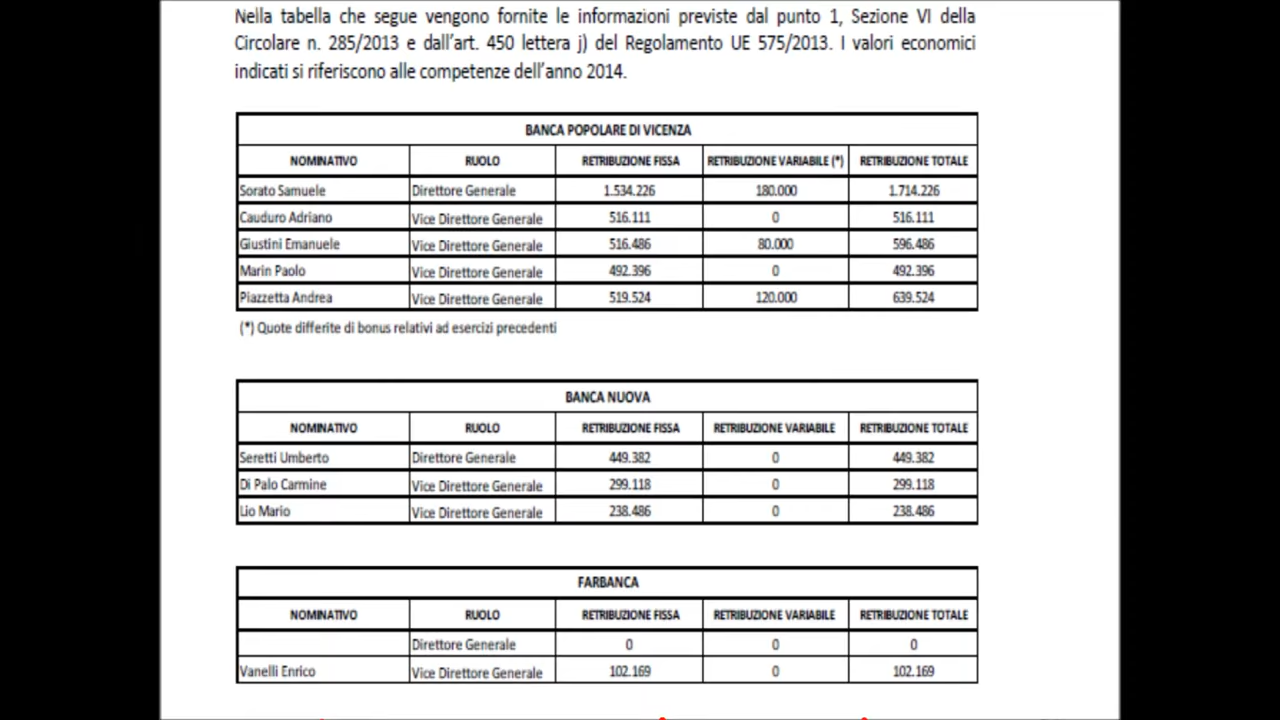 Nella tabella che segue vengono fornite le informazioni previste dal punto 1, Sezione VI della
Circolare n. 285/2013 e dall'art. 450 lettera j) del Regolamento UE 575/2013. I valori economici
indicati si riferiscono alle competenze dell'anno 2014.
BANCA POPOLARE DI VICENZA
NOMINATIVO RUOLO RETRIBUZIONE FISSA RETRIBUZIONE VARIABILE (*) RETRIBUZIONE TOTALE
Sorato Samuele Direttore Generale 1.534.226 180.000 1.714.226
Cauduro Adriano Vice Direttore Generale 516.111 0 516.111
Giustini Emanuele Vice Direttore Generale 516.486 80.000 596.486
Marin Paolo Vice Direttore Generale 492.396 0 492.396
Piazzetta Andrea Vice Direttore Generale 519.524 120.000 639.524
(*) Quote differite di bonus relativi ad esercizi precedenti
BANCA NUOVA
NOMINATIVO RUOLO RETRIBUZIONE FISSA RETRIBUZIONE VARIABILE RETRIBUZIONE TOTALE
Seretti Umberto Direttore Generale 449.382 0 449.382
Di Palo Carmine Vice Direttore Generale 299.118 0 299.118
Lio Mario Vice Direttore Generale 238.486 0 238.486
FARBANCA
NOMINATIVO RUOLO RETRIBUZIONE FISSA RETRIBUZIONE VARIABILE RETRIBUZIONE TOTALE
Direttore Generale 0 0 0
Vanelli Enrico Vice Direttore Generale 102.169 0 102.169